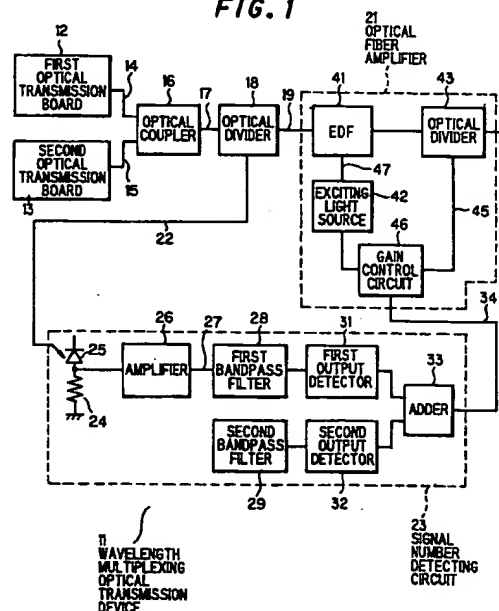 FIG. 1
21
OPTICAL
FIBER
AMPLIFIER
12
FIRST
OPTICAL
TRANSMISSION
BOARD
14
16
OPTICAL
COUPLER
17
18
OPTICAL
DIVIDER
19
41
EDF
43
OPTICAL
DIVIDER
SECOND
OPTICAL
TRANSMISSION
BOARD
13
15
47
EXCITING
LIGHT
SOURCE
42
45
46
GAIN
CONTROL
CIRCUIT
22
34
25
24
26
AMPLIFIER
27
28
FIRST
BANDPASS
FILTER
31
FIRST
OUTPUT
DETECTOR
33
ADDER
SECOND
BANDPASS
FILTER
29
SECOND
OUTPUT
DETECTOR
32
11
WAVELENGTH
MULTIPLEXING
OPTICAL
TRANSMISSION
DEVICE
23
SIGNAL
NUMBER
DETECTING
CIRCUIT